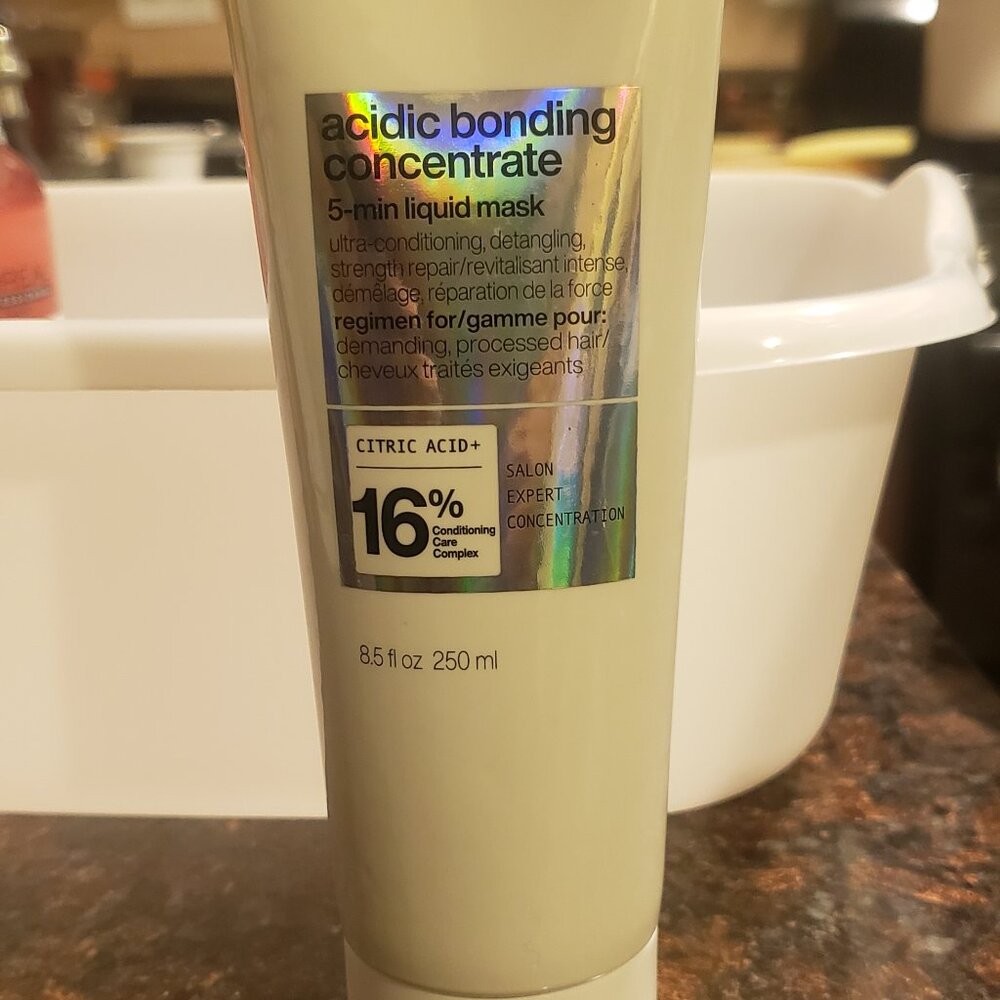 acidic bonding
concentrate
5-min liquid mask
ultra-conditioning, detangling,
strength repair/revitalisant intense,
démêlage, réparation de la force
regimen for/gamme pour:
demanding, processed hair/
cheveux traités exigeants
CITRIC ACID+
16%
Conditioning
Care
Complex
SALON
EXPERT
CONCENTRATION
8.5 fl oz 250 ml